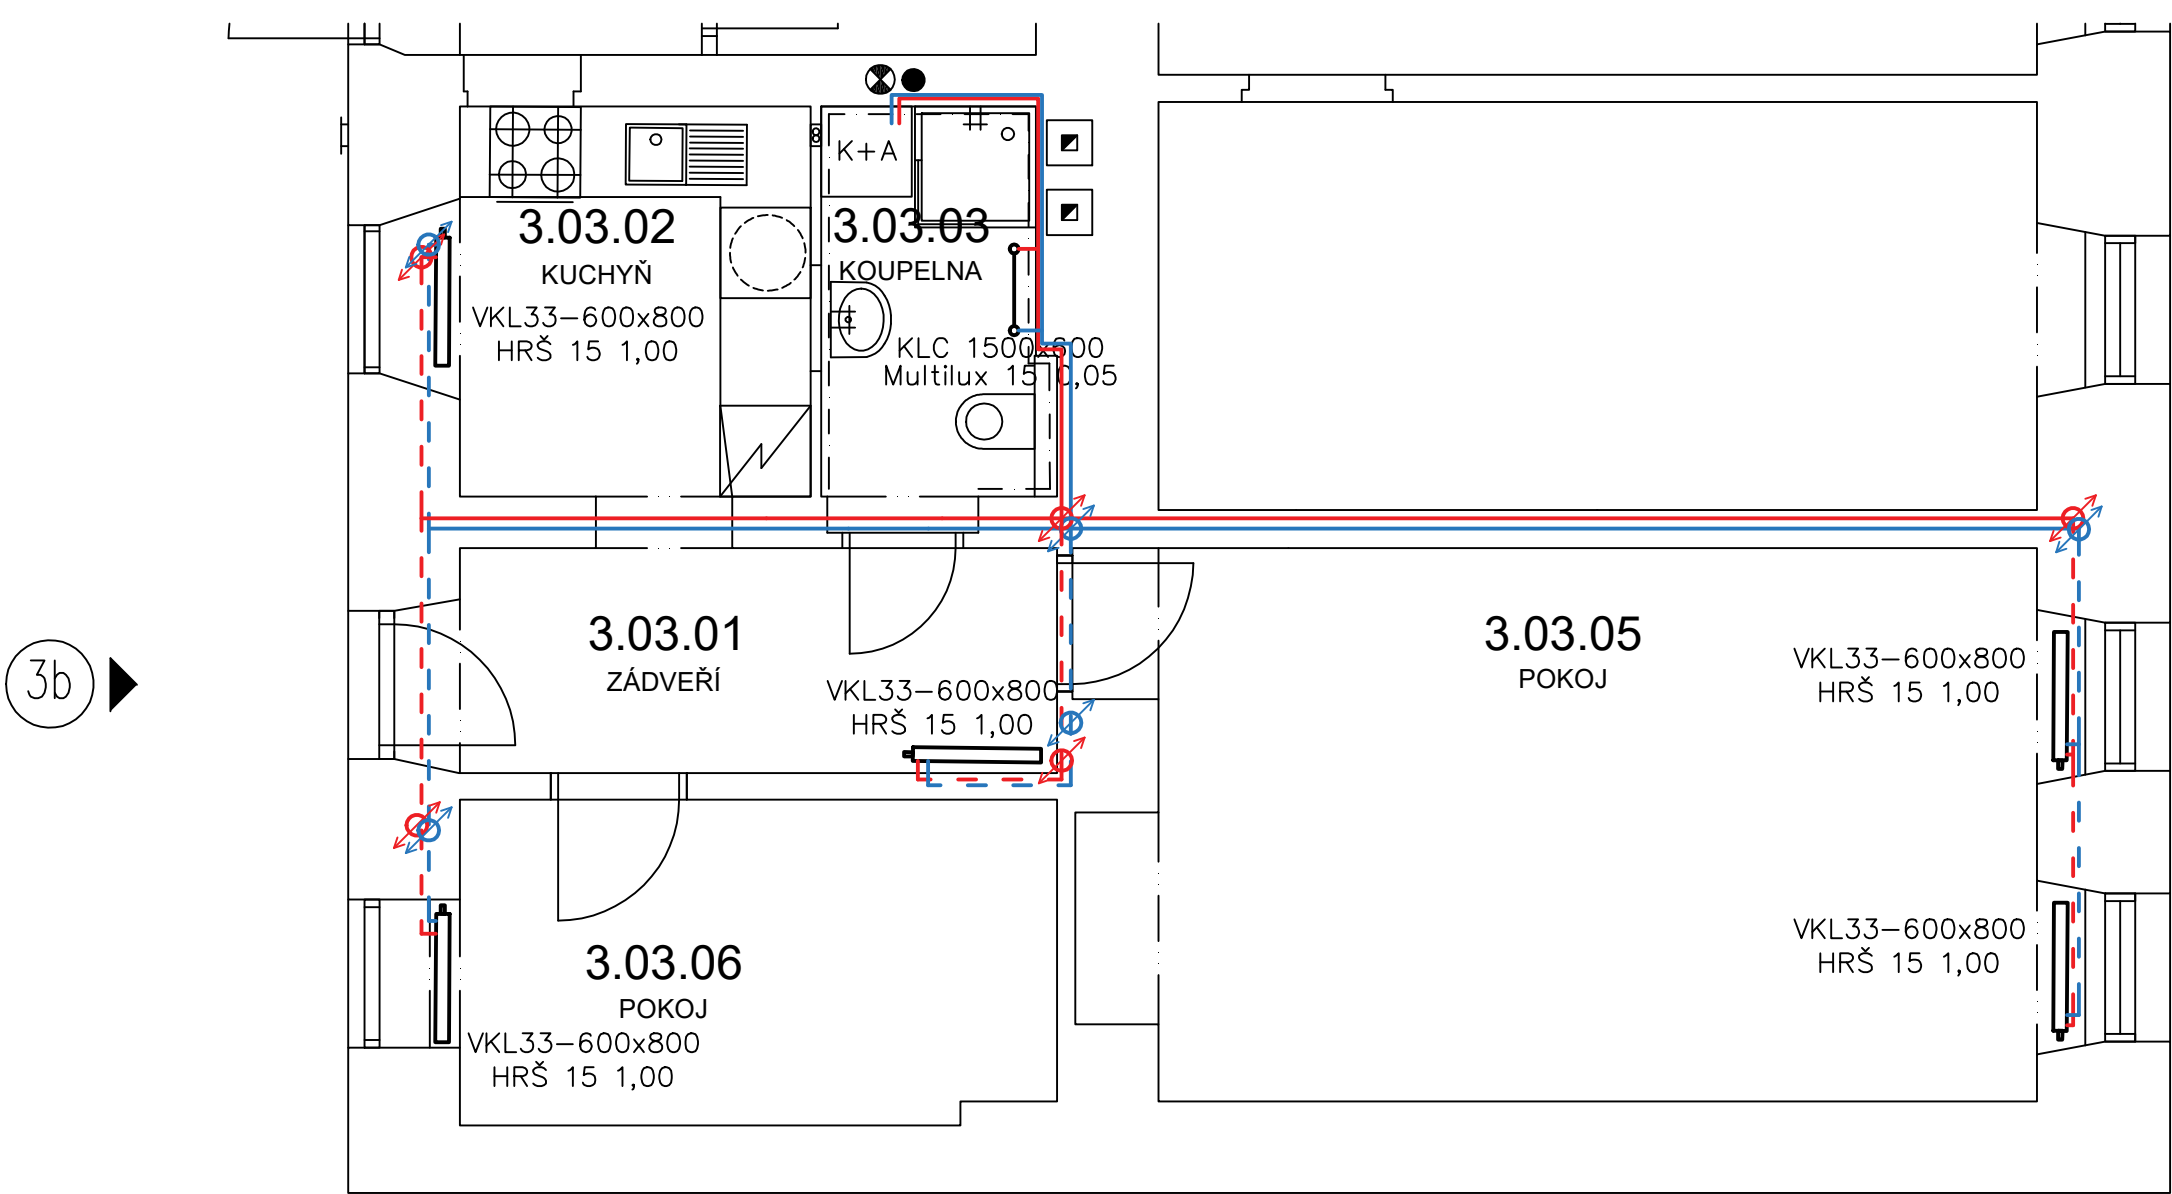 K+A
3.03.02
KUCHYŇ
VKL33-600x800
HRŠ 15 1,00
3.03.03
KOUPELNA
KLC 1500x600
Multilux 15 0,05
3b
3.03.01
ZÁDVEŘÍ
VKL33-600x800
HRŠ 15 1,00
3.03.05
POKOJ
VKL33-600x800
HRŠ 15 1,00
VKL33-600x800
HRŠ 15 1,00
3.03.06
POKOJ
VKL33-600x800
HRŠ 15 1,00